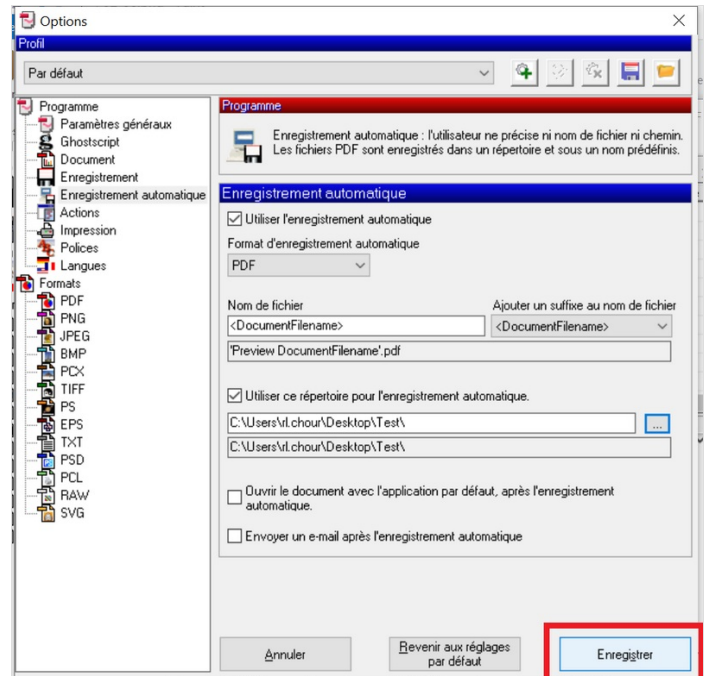 Options
Profil
Par défaut
Programme
Paramètres généraux
Ghostscript
Document
Enregistrement
Enregistrement automatique
Actions
Impression
Polices
Langues
Formats
PDF
PNG
JPEG
BMP
PCX
TIFF
PS
EPS
TXT
PSD
PCL
RAW
SVG
Programme
Enregistrement automatique : l'utilisateur ne précise ni nom de fichier ni chemin.
Les fichiers PDF sont enregistrés dans un répertoire et sous un nom prédéfinis.
Enregistrement automatique
Utiliser l'enregistrement automatique
Format d'enregistrement automatique
PDF
Nom de fichier
Ajouter un suffixe au nom de fichier
<DocumentFilename>
<DocumentFilename>
'Preview DocumentFilename'.pdf
Utiliser ce répertoire pour l'enregistrement automatique.
C:\Users\rl.chour\Desktop\Test\
...
C:\Users\rl.chour\Desktop\Test\
Ouvrir le document avec l'application par défaut, après l'enregistrement
automatique.
Envoyer un e-mail après l'enregistrement automatique
Annuler
Revenir aux réglages
par défaut
Enregistrer